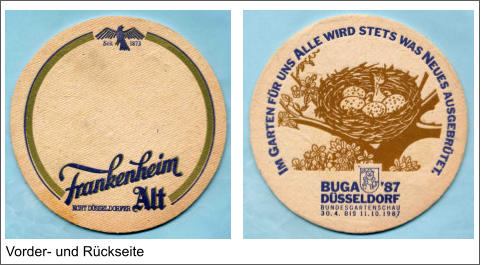 Seit 1873
Frankenheim
ECHT DÜSSELDORFER Alt
IM GARTEN FÜR UNS ALLE WIRD STETS WAS NEUES AUSGEBRÜTET.
BUGA '87
DÜSSELDORF
BUNDESGARTENSCHAU
30.4. BIS 11.10.1987
Vorder- und Rückseite